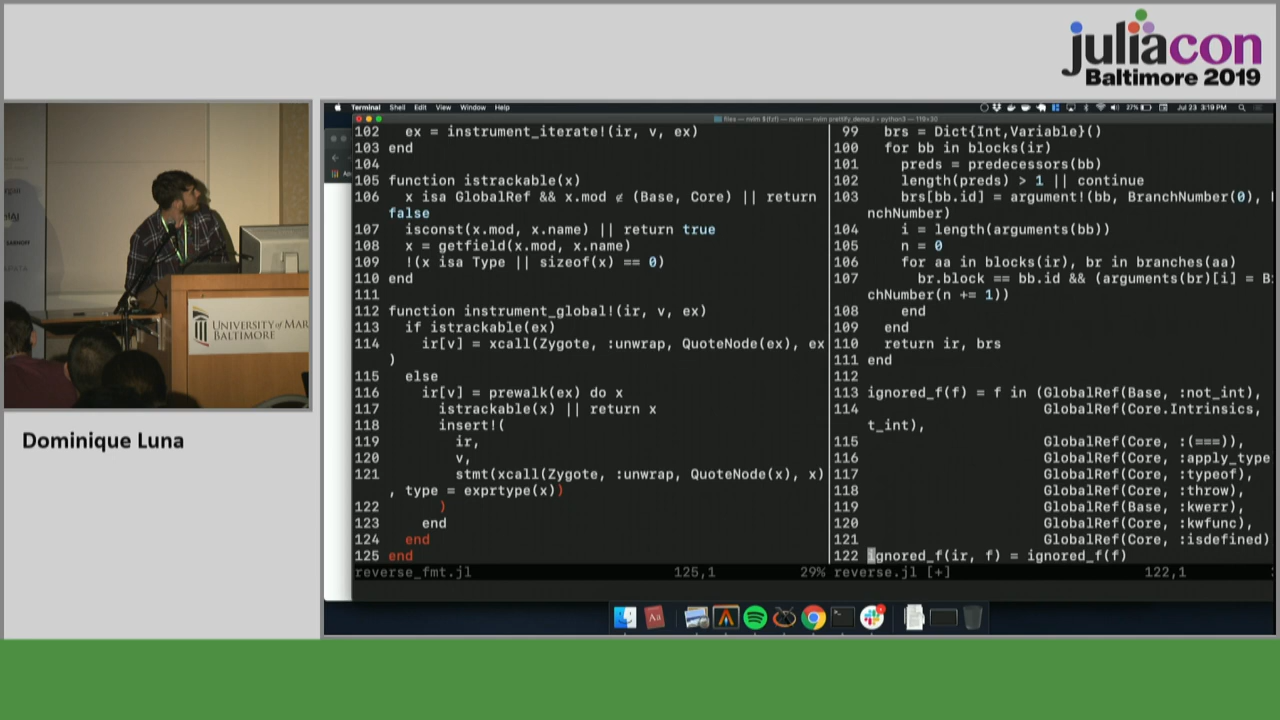 juliacon
Baltimore 2019
Terminal Shell Edit View Window Help
27% Jul 23 3:19 PM
102 ex = instrument_iterate!(ir, v, ex)
103 end
104
105 function istrackable(x)
106 x isa GlobalRef && x.mod ∉ (Base, Core) || return
false
107 isconst(x.mod, x.name) || return true
108 x = getfield(x.mod, x.name)
109 !(x isa Type || sizeof(x) == 0)
110 end
111
112 function instrument_global!(ir, v, ex)
113 if istrackable(ex)
114 ir[v] = xcall(Zygote, :unwrap, QuoteNode(ex), ex
)
115 else
116 ir[v] = prewalk(ex) do x
117 istrackable(x) || return x
118 insert!(
119 ir,
120 v,
121 stmt(xcall(Zygote, :unwrap, QuoteNode(x), x)
, type = exprtype(x))
122 )
123 end
124 end
125 end
reverse_fmt.jl 125,1 29%
99 brs = Dict{Int,Variable}()
100 for bb in blocks(ir)
101 preds = predecessors(bb)
102 length(preds) > 1 || continue
103 brs[bb.id] = argument!(bb, BranchNumber(0),
nchNumber)
104 i = length(arguments(bb))
105 n = 0
106 for aa in blocks(ir), br in branches(aa)
107 br.block == bb.id && (arguments(br)[i] = B
chNumber(n += 1))
108 end
109 end
110 return ir, brs
111 end
112
113 ignored_f(f) = f in (GlobalRef(Base, :not_int),
114 GlobalRef(Core.Intrinsics,
t_int),
115 GlobalRef(Core, :(===)),
116 GlobalRef(Core, :apply_type
117 GlobalRef(Core, :typeof),
118 GlobalRef(Core, :throw),
119 GlobalRef(Base, :kwerr),
120 GlobalRef(Core, :kwfunc),
121 GlobalRef(Core, :isdefined)
122 ignored_f(ir, f) = ignored_f(f)
reverse.jl [+] 122,1
UNIVERSITY of MAR
BALTIMORE
Dominique Luna